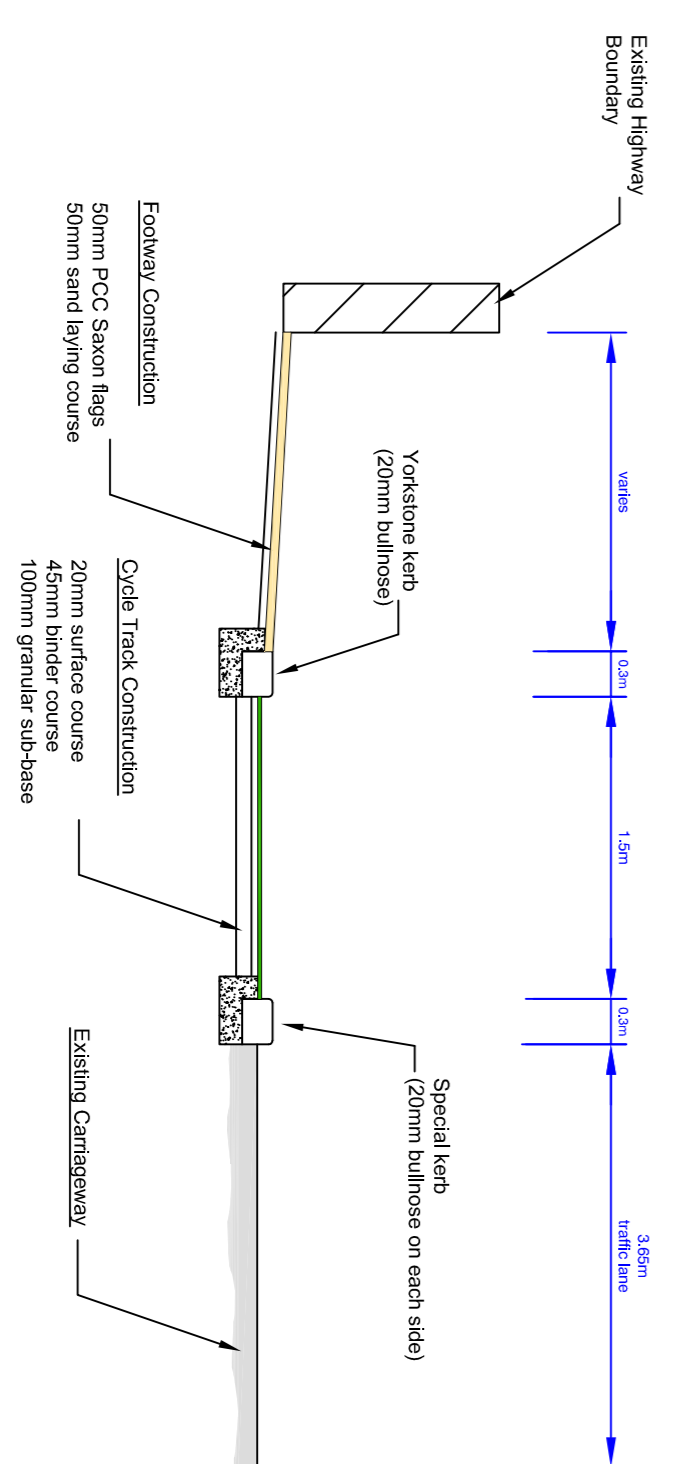 Existing Highway
Boundary
varies
0.3m
1.5m
0.3m
3.65m
traffic lane
Yorkstone kerb
(20mm bullnose)
Special kerb
(20mm bullnose on each side)
Footway Construction
50mm PCC Saxon flags
50mm sand laying course
Cycle Track Construction
20mm surface course
45mm binder course
100mm granular sub-base
Existing Carriageway